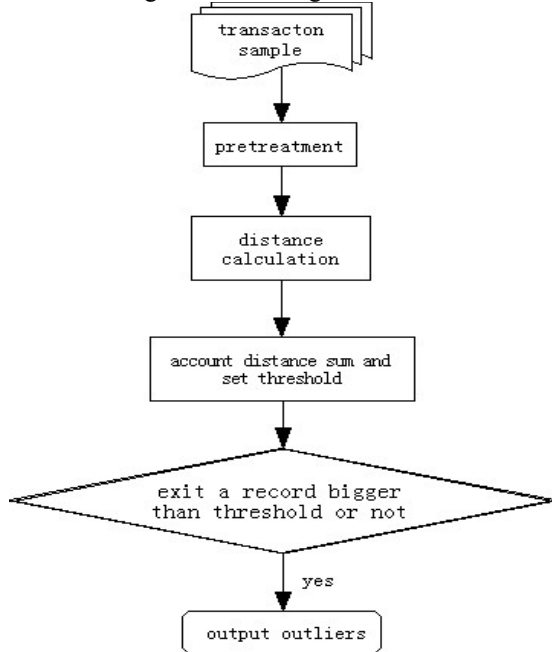 transacton
sample
pretreatment
distance
calculation
account distance sum and
set threshold
exit a record bigger
than threshold or not
yes
output outliers